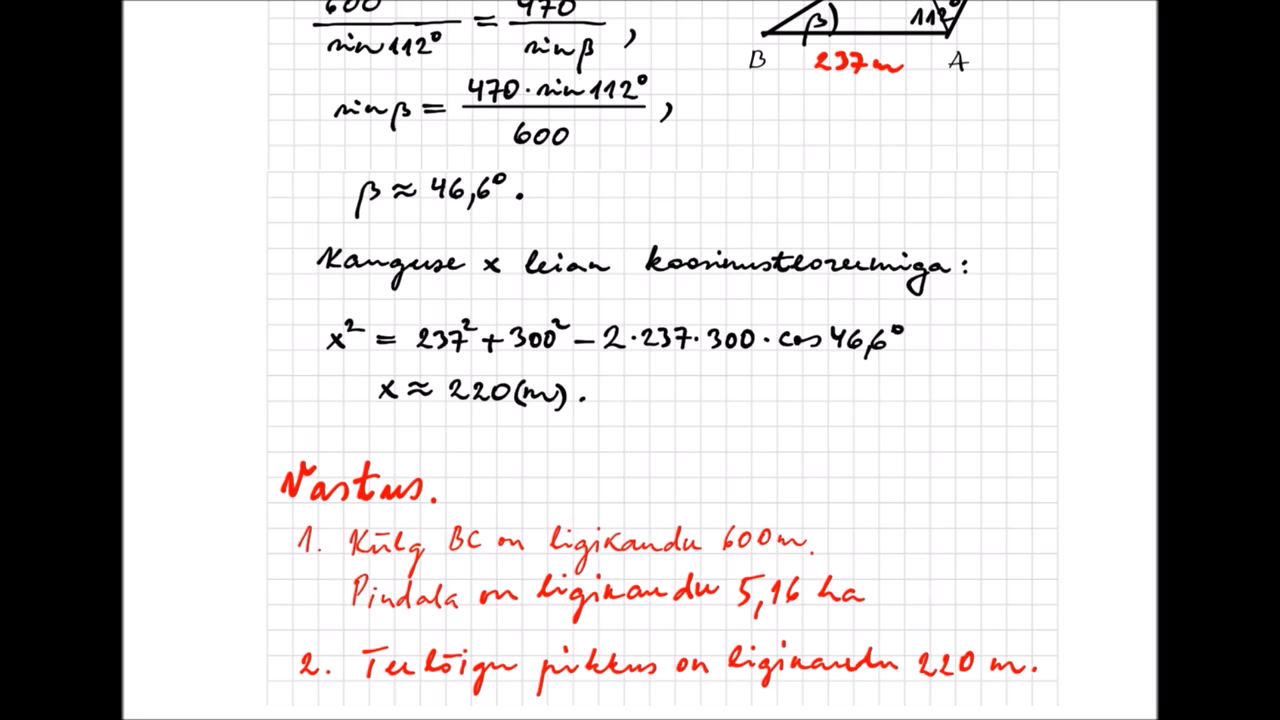 600/sin 112° = 470/sin β ,
β 112°
B 237 m A
sin β = 470 · sin 112°/600 ,
β ≈ 46,6°.
Kauguse x leian koosinusteoreemiga:
x² = 237² + 300² − 2 · 237 · 300 · cos 46,6°
x ≈ 220 (m).
Vastus.
1. Külg BC on ligikaudu 600 m.
Pindala on ligikaudu 5,16 ha
2. Teelõigu pikkus on ligikaudu 220 m.